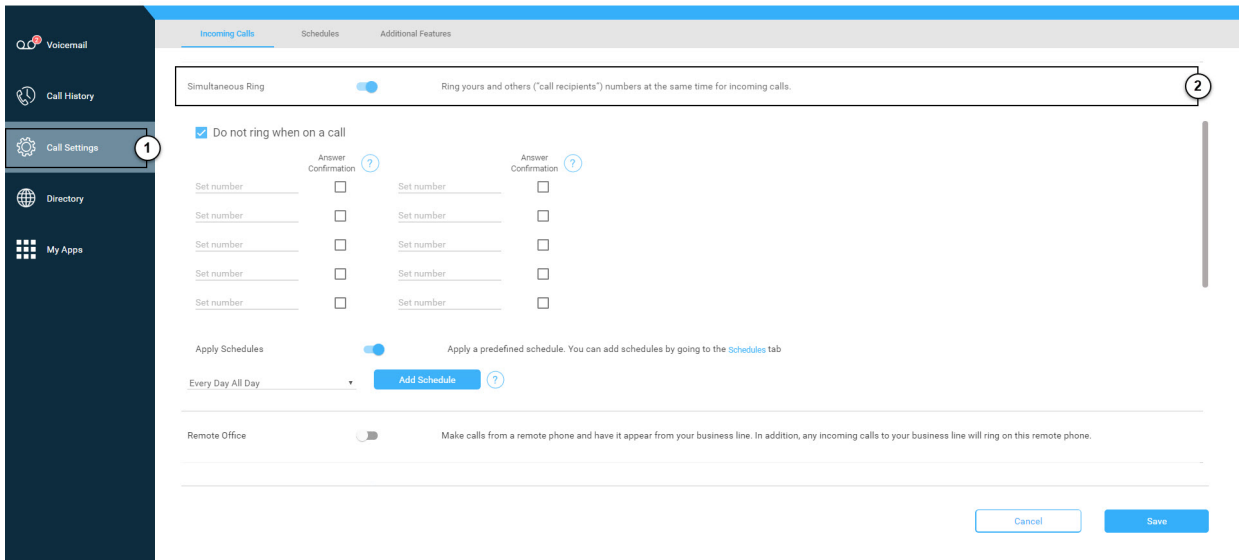 2
Voicemail
Call History
Call Settings
1
Directory
My Apps
Incoming Calls Schedules Additional Features
Simultaneous Ring Ring yours and others ("call recipients") numbers at the same time for incoming calls.
2
Do not ring when on a call
Answer Confirmation ? Answer Confirmation ?
Set number Set number
Set number Set number
Set number Set number
Set number Set number
Set number Set number
Apply Schedules Apply a predefined schedule. You can add schedules by going to the Schedules tab
Every Day All Day Add Schedule ?
Remote Office Make calls from a remote phone and have it appear from your business line. In addition, any incoming calls to your business line will ring on this remote phone.
Cancel Save